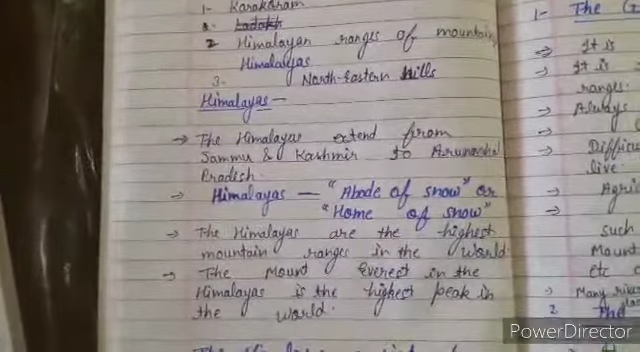 1- Karakoram
Ladakh
2 Himalayan ranges of mountain
Himalayas
3- North-Eastern Hills
Himalayas -
→ The Himalayas extend from
Jammu & Kashmir to Arunachal
Pradesh.
→ Himalayas — "Abode of snow" or
"Home of snow"
→ The Himalayas are the highest
mountain ranges in the World
→ The Mount Everest in the
Himalayas is the highest peak in
the World.
1- The
→ It is
→ It is
ranges.
→ Always
→
→ Difficu
live.
→ Agri
→
such
Mount
etc
→ Many rive
2 The
PowerDirector